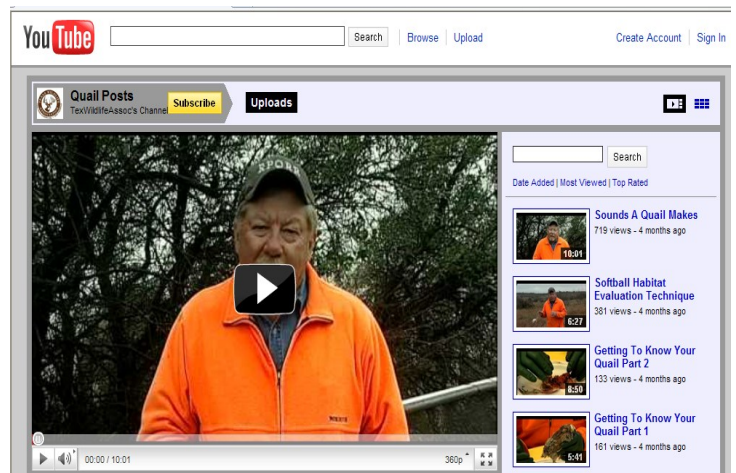 You Tube
Search
Browse
Upload
Create Account
Sign In
Quail Posts
TexWildlifeAssoc's Channel
Subscribe
Uploads
SPORT
00:00 / 10:01
360p
Search
Date Added | Most Viewed | Top Rated
Sounds A Quail Makes
719 views - 4 months ago
10:01
Softball Habitat
Evaluation Technique
381 views - 4 months ago
6:27
Getting To Know Your
Quail Part 2
133 views - 4 months ago
8:50
Getting To Know Your
Quail Part 1
161 views - 4 months ago
5:41